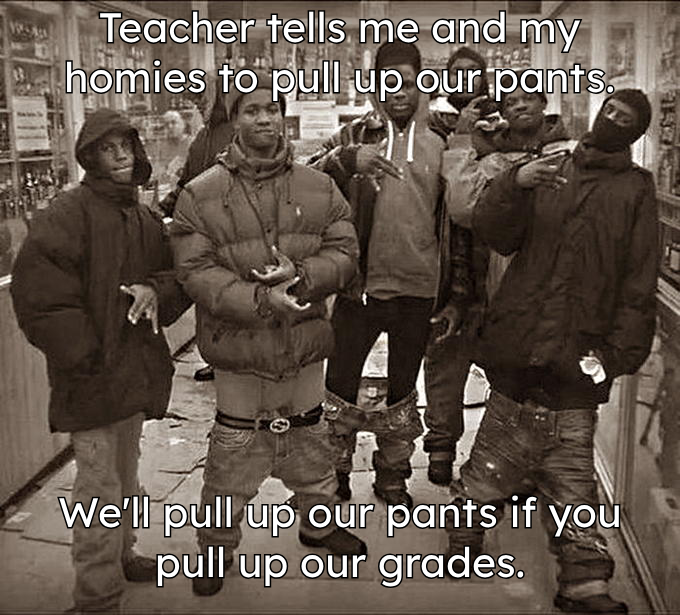 Teacher tells me and my
homies to pull up our pants.
We'll pull up our pants if you
pull up our grades.